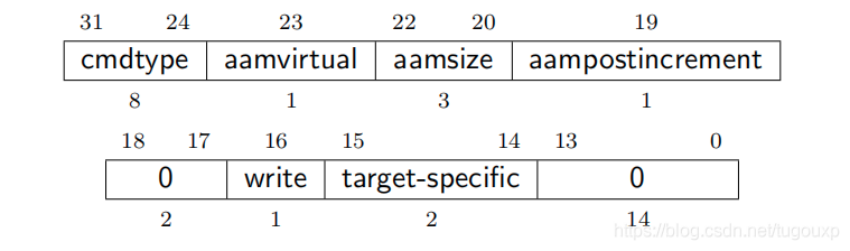 31 24 23 22 20 19
cmdtype aamvirtual aamsize aampostincrement
8 1 3 1
18 17 16 15 14 13 0
0 write target-specific 0
2 1 2 14
https://blog.csdn.net/tugouxp